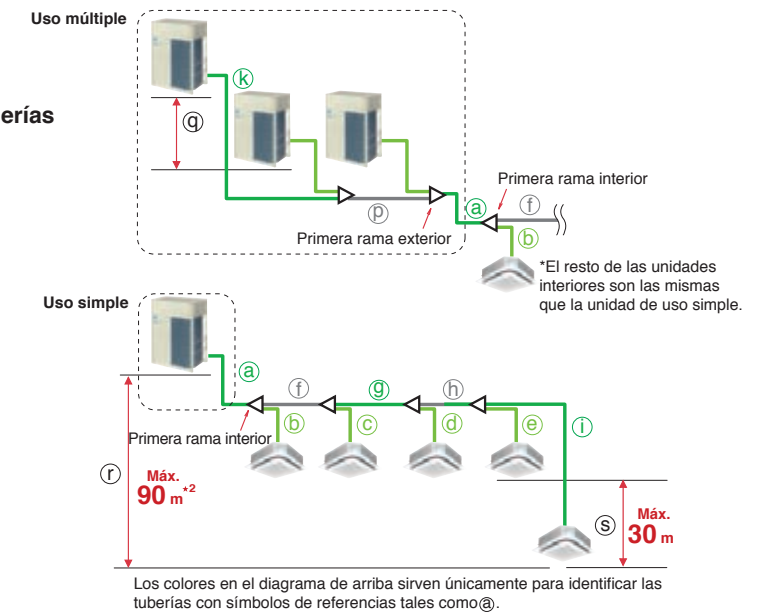 Uso múltiple
erías
k
q
Primera rama interior
p
a
f
Primera rama exterior
b
*El resto de las unidades
interiores son las mismas
que la unidad de uso simple.
Uso simple
a
f
g
h
b
c
d
e
i
Primera rama interior
r
Máx.
90 m*2
s
Máx.
30 m
Los colores en el diagrama de arriba sirven únicamente para identificar las
tuberías con símbolos de referencias tales como ⓐ.